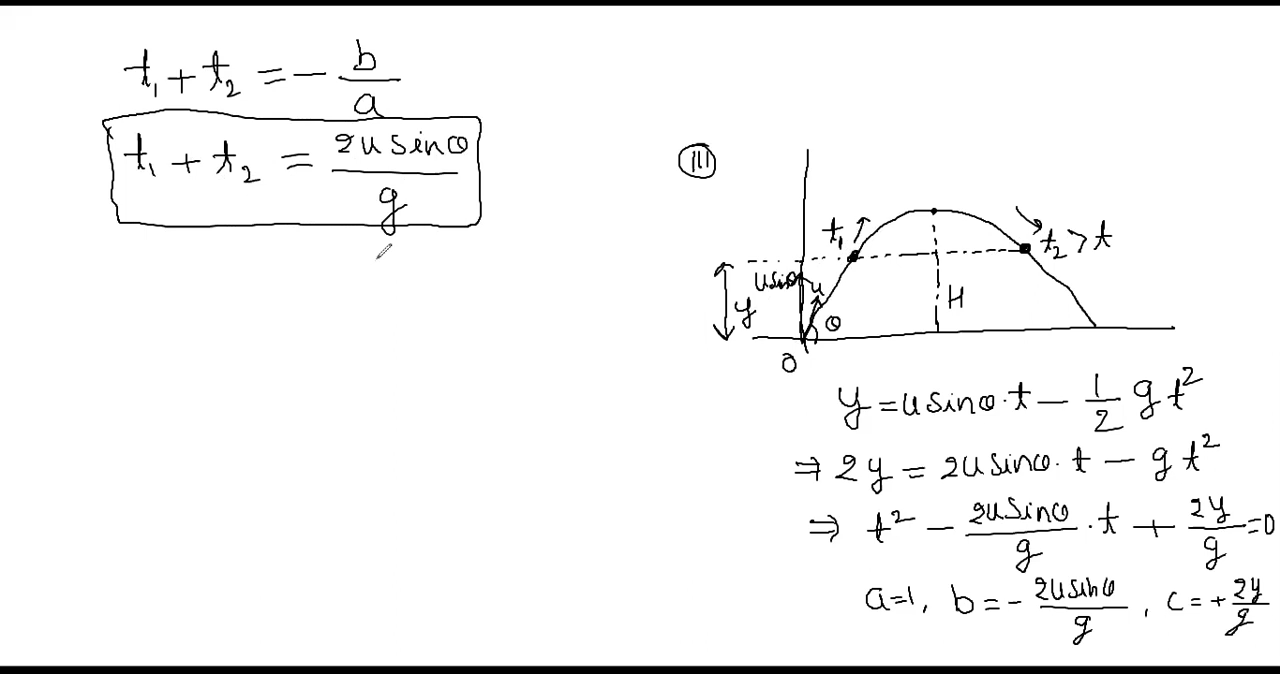 t₁ + t₂ = - b/a
t₁ + t₂ = 2u sinθ/g
III
t₁
t₂ > t
u sinθ
u
y
H
θ
O
y = u sinθ · t - 1/2 g t²
⇒ 2y = 2u sinθ · t - g t²
⇒ t² - 2u sinθ/g · t + 2y/g = 0
a = 1, b = - 2u sinθ/g, c = + 2y/g